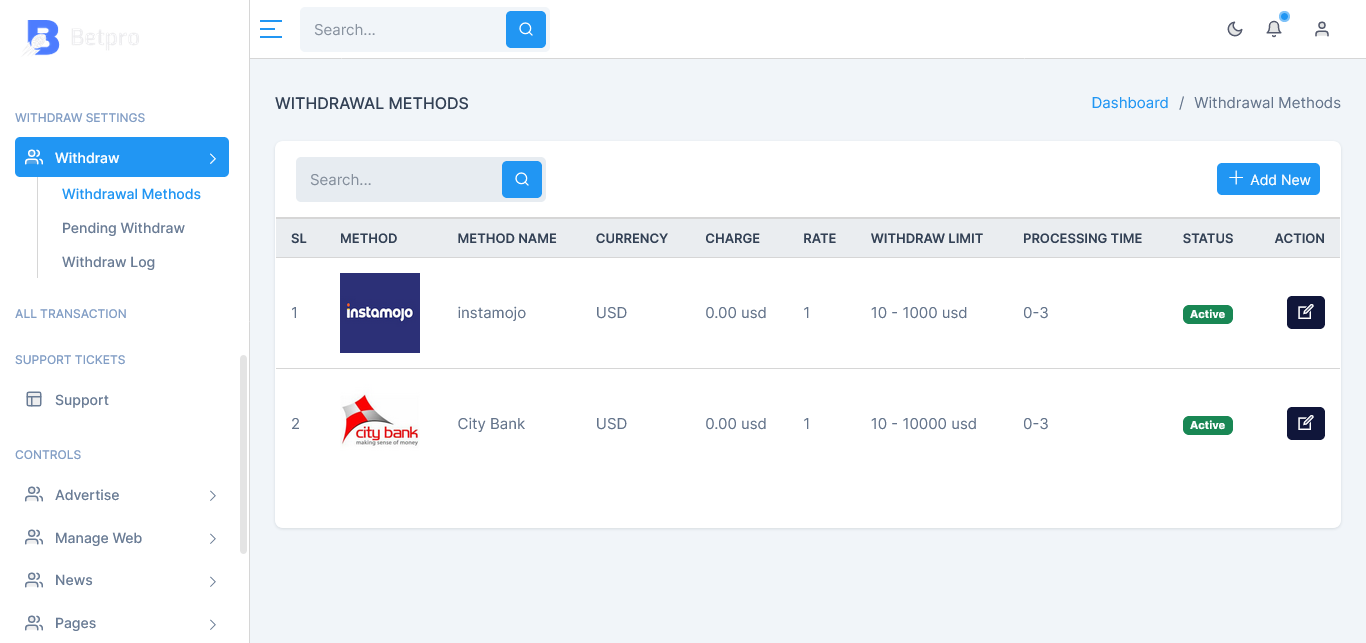 Betpro
Search...
WITHDRAW SETTINGS
Withdraw
Withdrawal Methods
Pending Withdraw
Withdraw Log
ALL TRANSACTION
SUPPORT TICKETS
Support
CONTROLS
Advertise
Manage Web
News
Pages
WITHDRAWAL METHODS
Dashboard / Withdrawal Methods
Search...
Add New
SL METHOD METHOD NAME CURRENCY CHARGE RATE WITHDRAW LIMIT PROCESSING TIME STATUS ACTION
1 instamojo instamojo USD 0.00 usd 1 10 - 1000 usd 0-3 Active
2 city bank City Bank USD 0.00 usd 1 10 - 10000 usd 0-3 Active
making sense of money